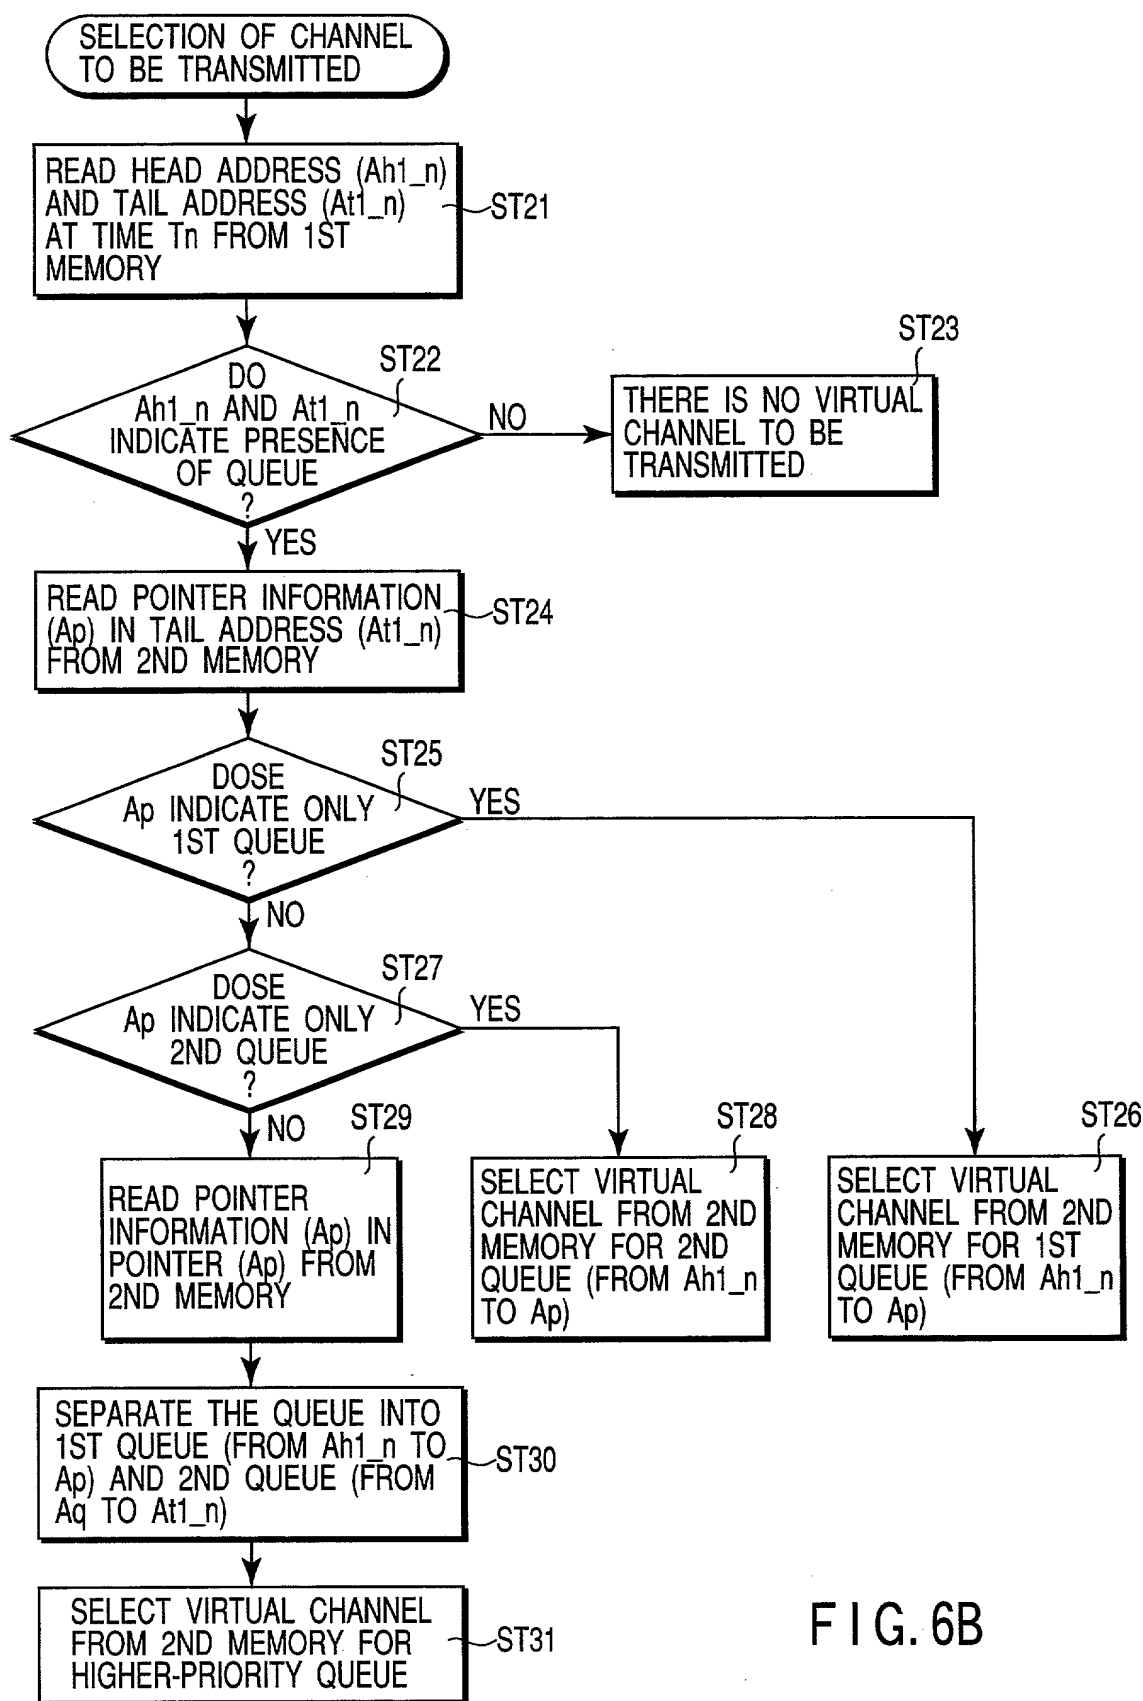 SELECTION OF CHANNEL
TO BE TRANSMITTED
READ HEAD ADDRESS (Ah1_n)
AND TAIL ADDRESS (At1_n)
AT TIME Tn FROM 1ST
MEMORY
ST21
DO
Ah1_n AND At1_n
INDICATE PRESENCE
OF QUEUE
?
ST22
NO
ST23
THERE IS NO VIRTUAL
CHANNEL TO BE
TRANSMITTED
YES
READ POINTER INFORMATION
(Ap) IN TAIL ADDRESS (At1_n)
FROM 2ND MEMORY
ST24
DOSE
Ap INDICATE ONLY
1ST QUEUE
?
ST25
YES
NO
DOSE
Ap INDICATE ONLY
2ND QUEUE
?
ST27
YES
NO
ST29
READ POINTER
INFORMATION (Ap) IN
POINTER (Ap) FROM
2ND MEMORY
ST28
SELECT VIRTUAL
CHANNEL FROM 2ND
MEMORY FOR 2ND
QUEUE (FROM Ah1_n
TO Ap)
ST26
SELECT VIRTUAL
CHANNEL FROM 2ND
MEMORY FOR 1ST
QUEUE (FROM Ah1_n
TO Ap)
SEPARATE THE QUEUE INTO
1ST QUEUE (FROM Ah1_n TO
Ap) AND 2ND QUEUE (FROM
Aq TO At1_n)
ST30
SELECT VIRTUAL CHANNEL
FROM 2ND MEMORY FOR
HIGHER-PRIORITY QUEUE
ST31
FIG. 6B